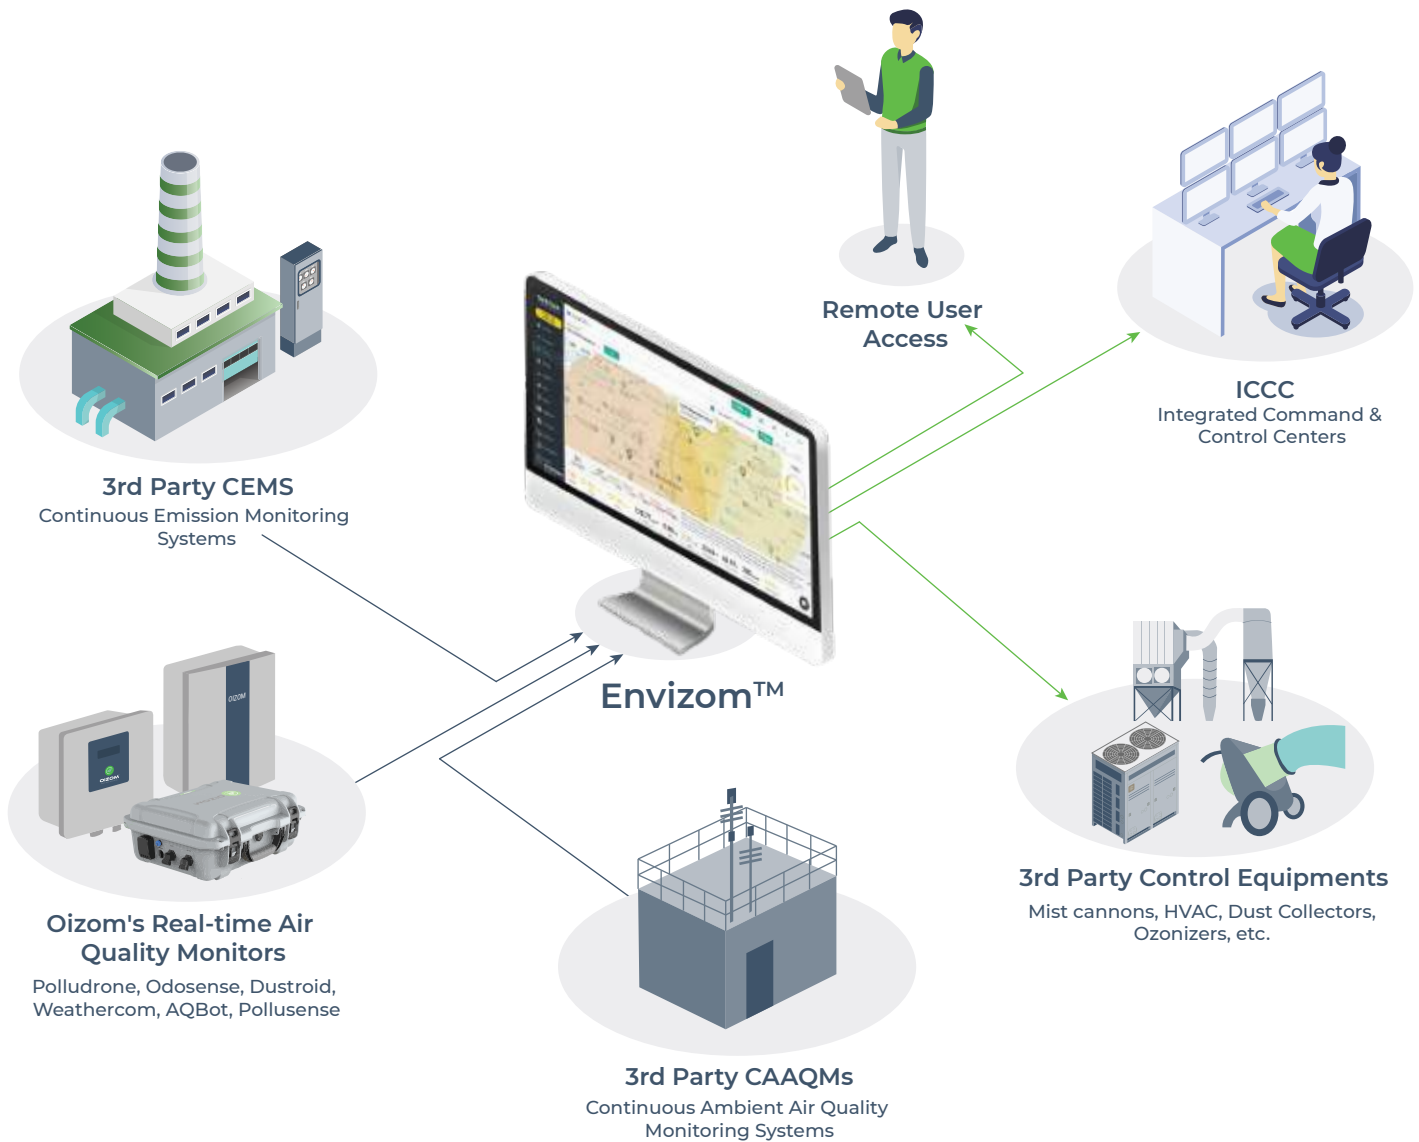 Remote User
Access
ICCC
Integrated Command &
Control Centers
3rd Party CEMS
Continuous Emission Monitoring
Systems
Envizom™
OIZOM
OIZOM
3rd Party Control Equipments
Mist cannons, HVAC, Dust Collectors,
Ozonizers, etc.
Oizom's Real-time Air
Quality Monitors
Polludrone, Odosense, Dustroid,
Weathercom, AQBot, Pollusense
3rd Party CAAQMs
Continuous Ambient Air Quality
Monitoring Systems